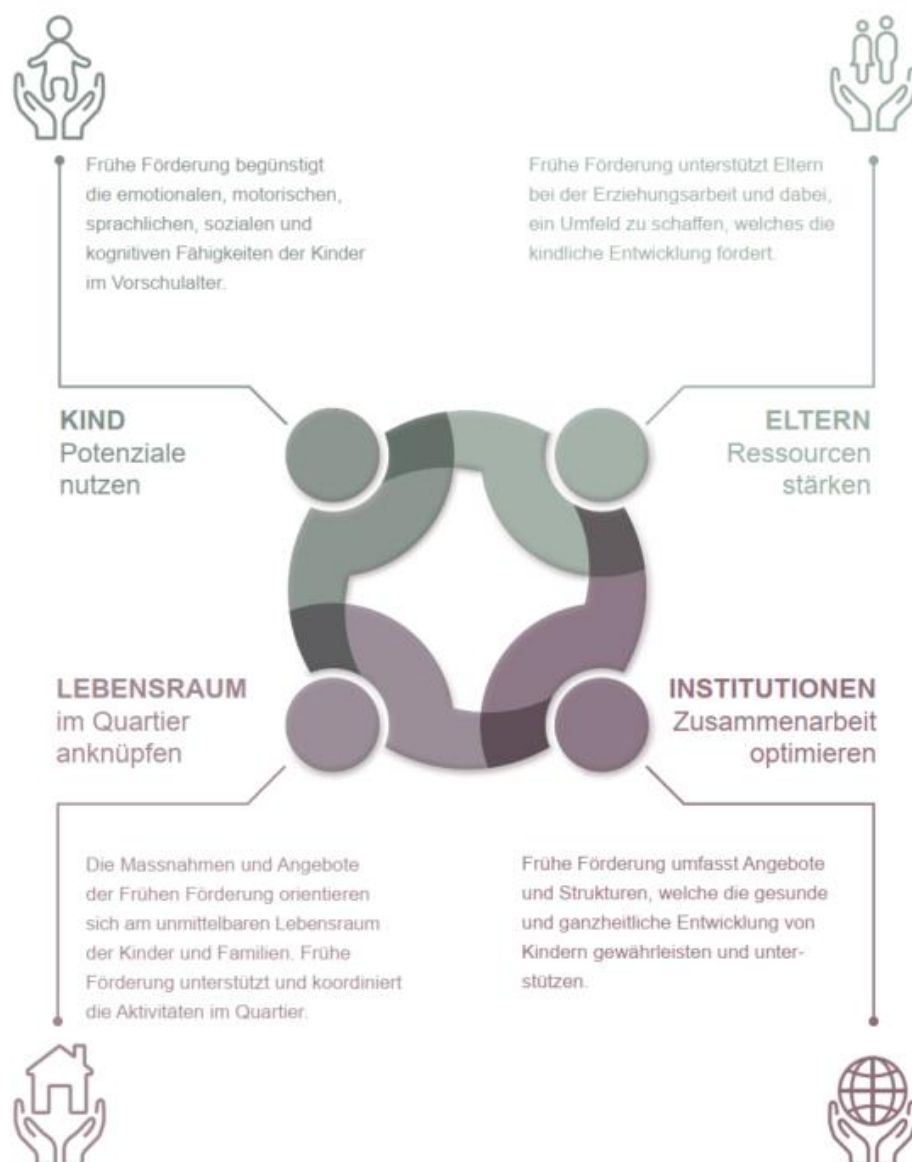 Frühe Förderung begünstigt
die emotionalen, motorischen,
sprachlichen, sozialen und
kognitiven Fähigkeiten der Kinder
im Vorschulalter.
Frühe Förderung unterstützt Eltern
bei der Erziehungsarbeit und dabei,
ein Umfeld zu schaffen, welches die
kindliche Entwicklung fördert.
KIND
Potenziale
nutzen
ELTERN
Ressourcen
stärken
LEBENSRAUM
im Quartier
anknüpfen
INSTITUTIONEN
Zusammenarbeit
optimieren
Die Massnahmen und Angebote
der Frühen Förderung orientieren
sich am unmittelbaren Lebensraum
der Kinder und Familien. Frühe
Förderung unterstützt und koordiniert
die Aktivitäten im Quartier.
Frühe Förderung umfasst Angebote
und Strukturen, welche die gesunde
und ganzheitliche Entwicklung von
Kindern gewährleisten und unter-
stützen.